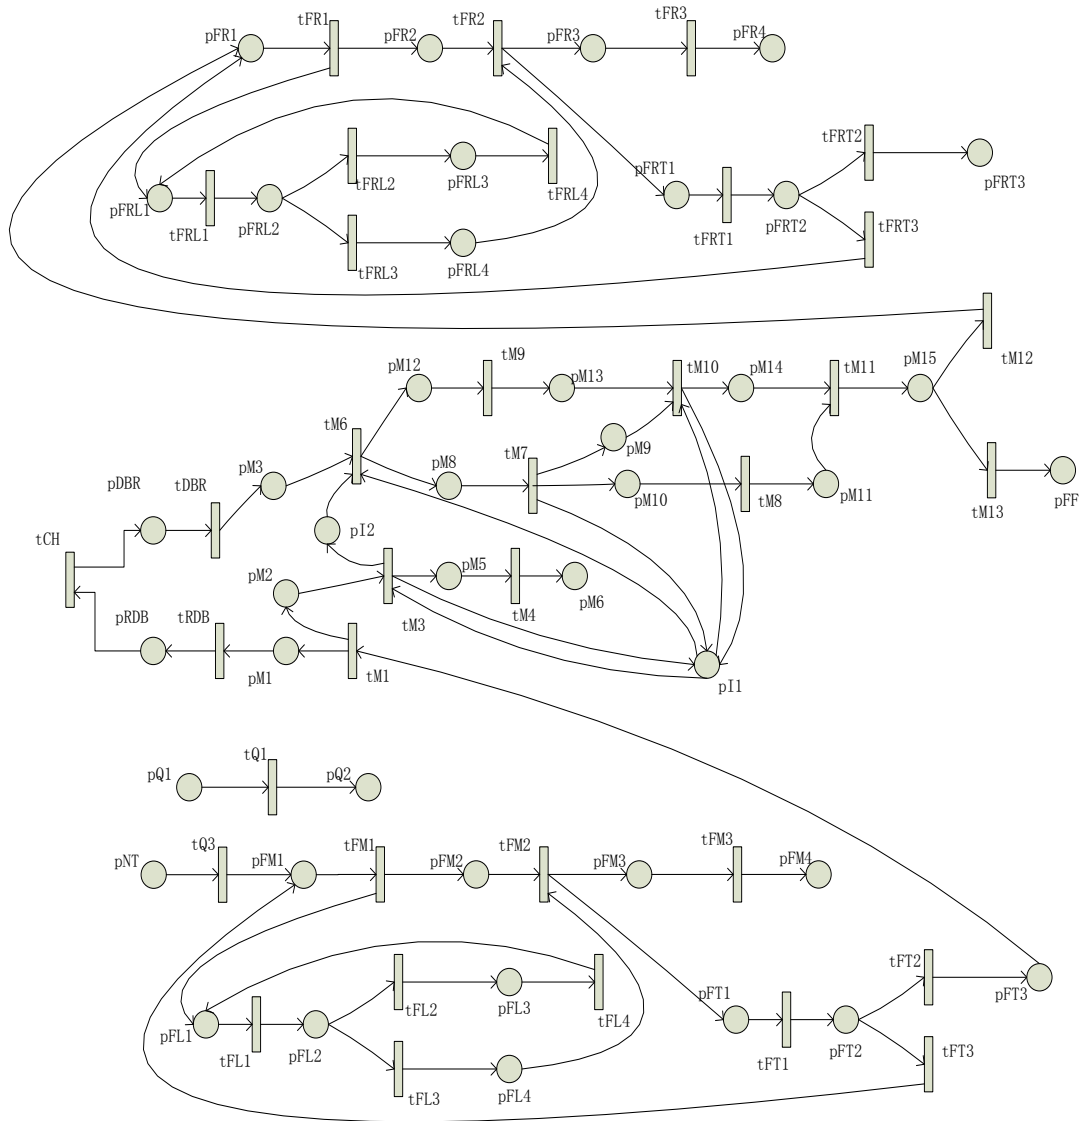 tFR1 tFR2 tFR3
pFR1 pFR2 pFR3 pFR4
tFRL2 pFRL3 tFRL4 pFRT1 tFRT2 pFRT3
pFRL1 tFRL1 pFRL2 tFRT1 pFRT2 tFRT3
tFRL3 pFRL4
tM12
pM12 tM9 pM13 tM10 pM14 tM11 pM15
tM6 pM9
pM3 pM8 tM7 pM10 tM8 pM11 tM13 pFF
pDBR tDBR
pI2
tCH
pM2 pM5 pM6
pRDB tRDB tM3 tM4
pM1 tM1 pI1
tQ1
pQ1 pQ2
tQ3 tFM1 tFM2 tFM3
pNT pFM1 pFM2 pFM3 pFM4
tFL2 pFL3 tFL4 pFT1 tFT2 pFT3
pFL1 tFL1 pFL2 tFT1 pFT2 tFT3
tFL3 pFL4